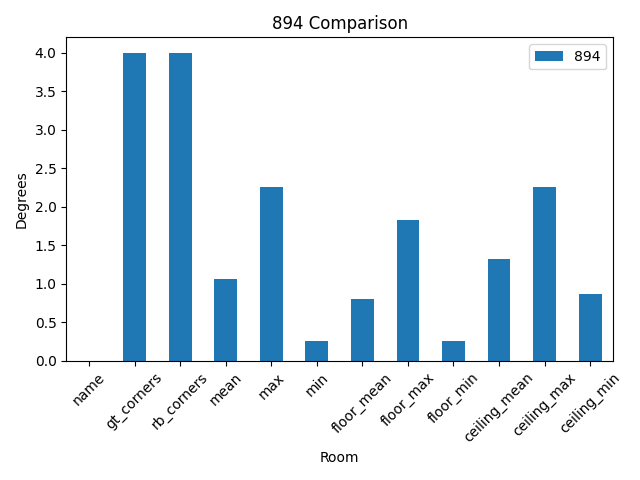 894 Comparison
894
Degrees
4.0
3.5
3.0
2.5
2.0
1.5
1.0
0.5
0.0
name
gt_corners
rb_corners
mean
max
min
floor_mean
floor_max
floor_min
ceiling_mean
ceiling_max
ceiling_min
Room